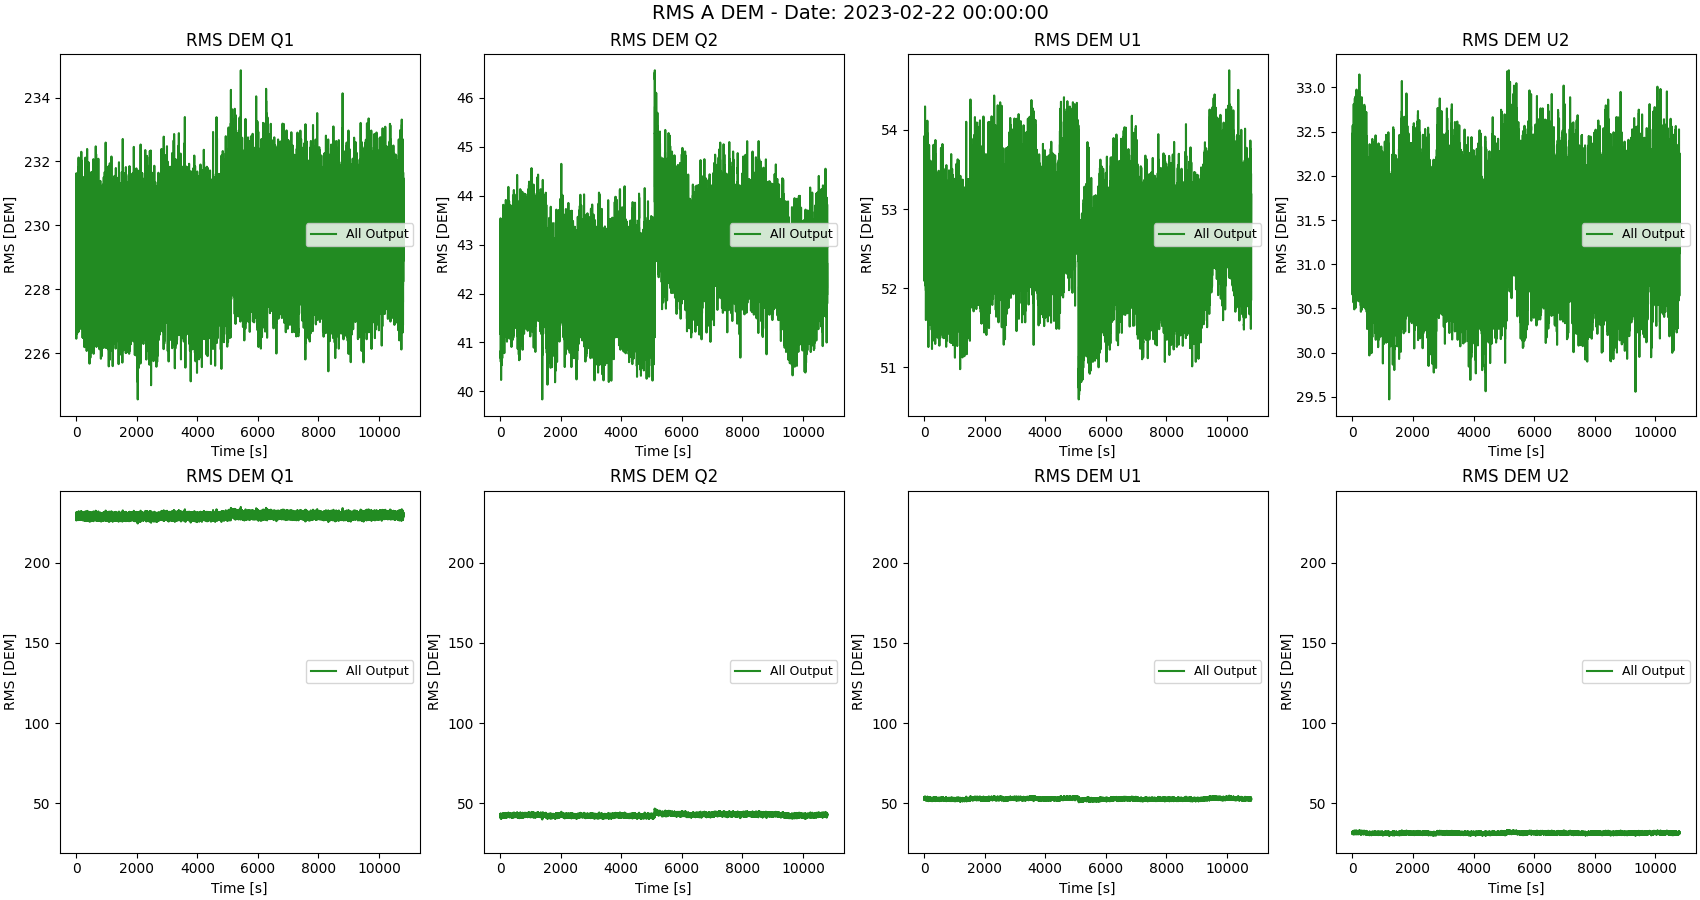 RMS A DEM - Date: 2023-02-22 00:00:00
RMS DEM Q1
RMS [DEM]
234
232
230
228
226
All Output
0 2000 4000 6000 8000 10000
Time [s]
RMS DEM Q2
RMS [DEM]
46
45
44
43
42
41
40
All Output
0 2000 4000 6000 8000 10000
Time [s]
RMS DEM U1
RMS [DEM]
54
53
52
51
All Output
0 2000 4000 6000 8000 10000
Time [s]
RMS DEM U2
RMS [DEM]
33.0
32.5
32.0
31.5
31.0
30.5
30.0
29.5
All Output
0 2000 4000 6000 8000 10000
Time [s]
RMS DEM Q1
RMS [DEM]
200
150
100
50
All Output
0 2000 4000 6000 8000 10000
Time [s]
RMS DEM Q2
RMS [DEM]
200
150
100
50
All Output
0 2000 4000 6000 8000 10000
Time [s]
RMS DEM U1
RMS [DEM]
200
150
100
50
All Output
0 2000 4000 6000 8000 10000
Time [s]
RMS DEM U2
RMS [DEM]
200
150
100
50
All Output
0 2000 4000 6000 8000 10000
Time [s]